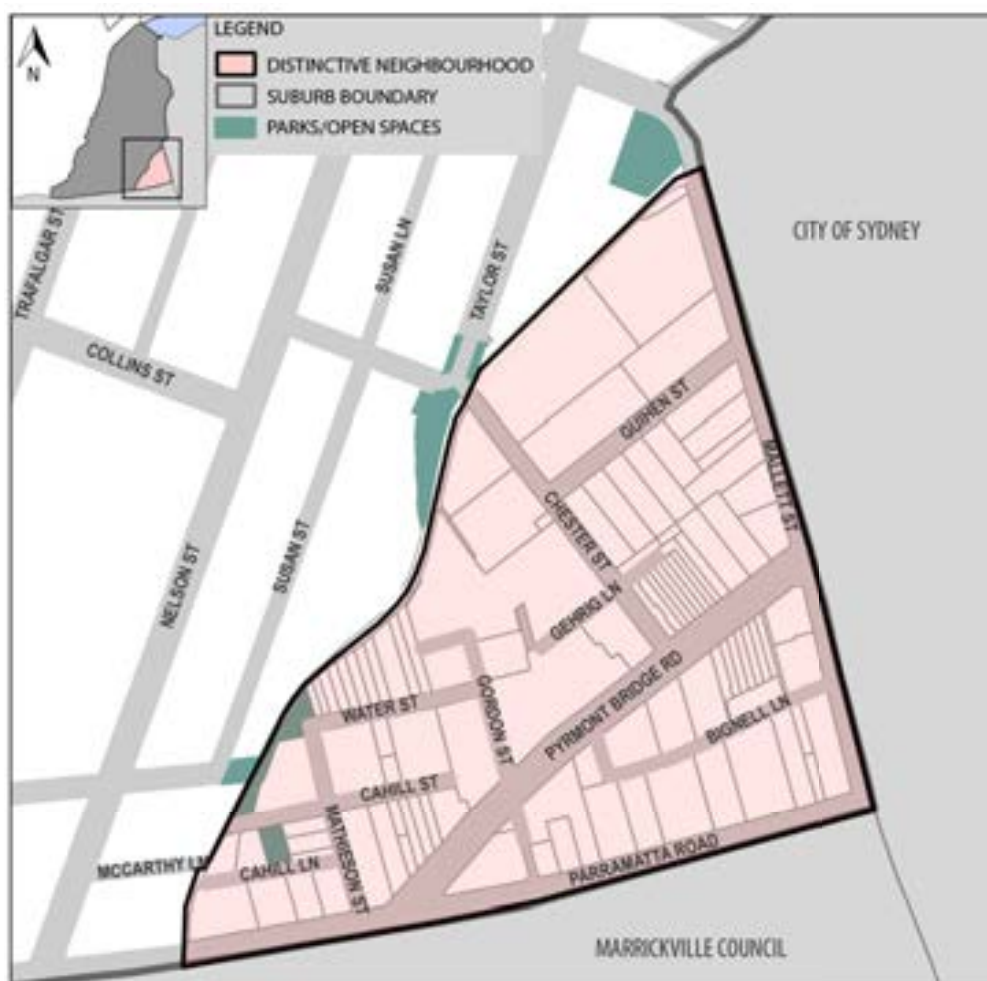 LEGEND
DISTINCTIVE NEIGHBOURHOOD
SUBURB BOUNDARY
PARKS/OPEN SPACES
N
CITY OF SYDNEY
TRAFALGAR ST
SUSAN LN
TAYLOR ST
COLLINS ST
GUIHEN ST
MALLETT ST
CHESTER ST
NELSON ST
SUSAN ST
GEHRIG LN
WATER ST
GORDON ST
PYRMONT BRIDGE RD
BIGNELL LN
CAHILL ST
MATHIESON ST
MCCARTHY LN
CAHILL LN
PARRAMATTA ROAD
MARRICKVILLE COUNCIL